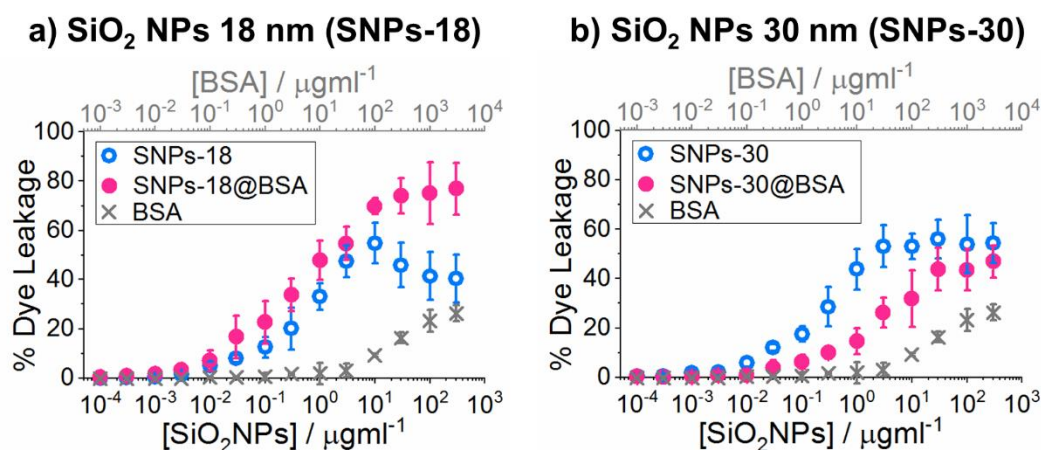 a) SiO₂ NPs 18 nm (SNPs-18)
[BSA] / μgml⁻¹
10⁻³ 10⁻² 10⁻¹ 10⁰ 10¹ 10² 10³ 10⁴
100
80
60
40
20
0
% Dye Leakage
SNPs-18
SNPs-18@BSA
BSA
10⁻⁴ 10⁻³ 10⁻² 10⁻¹ 10⁰ 10¹ 10² 10³
[SiO₂NPs] / μgml⁻¹
b) SiO₂ NPs 30 nm (SNPs-30)
[BSA] / μgml⁻¹
10⁻³ 10⁻² 10⁻¹ 10⁰ 10¹ 10² 10³ 10⁴
100
80
60
40
20
0
% Dye Leakage
SNPs-30
SNPs-30@BSA
BSA
10⁻⁴ 10⁻³ 10⁻² 10⁻¹ 10⁰ 10¹ 10² 10³
[SiO₂NPs] / μgml⁻¹